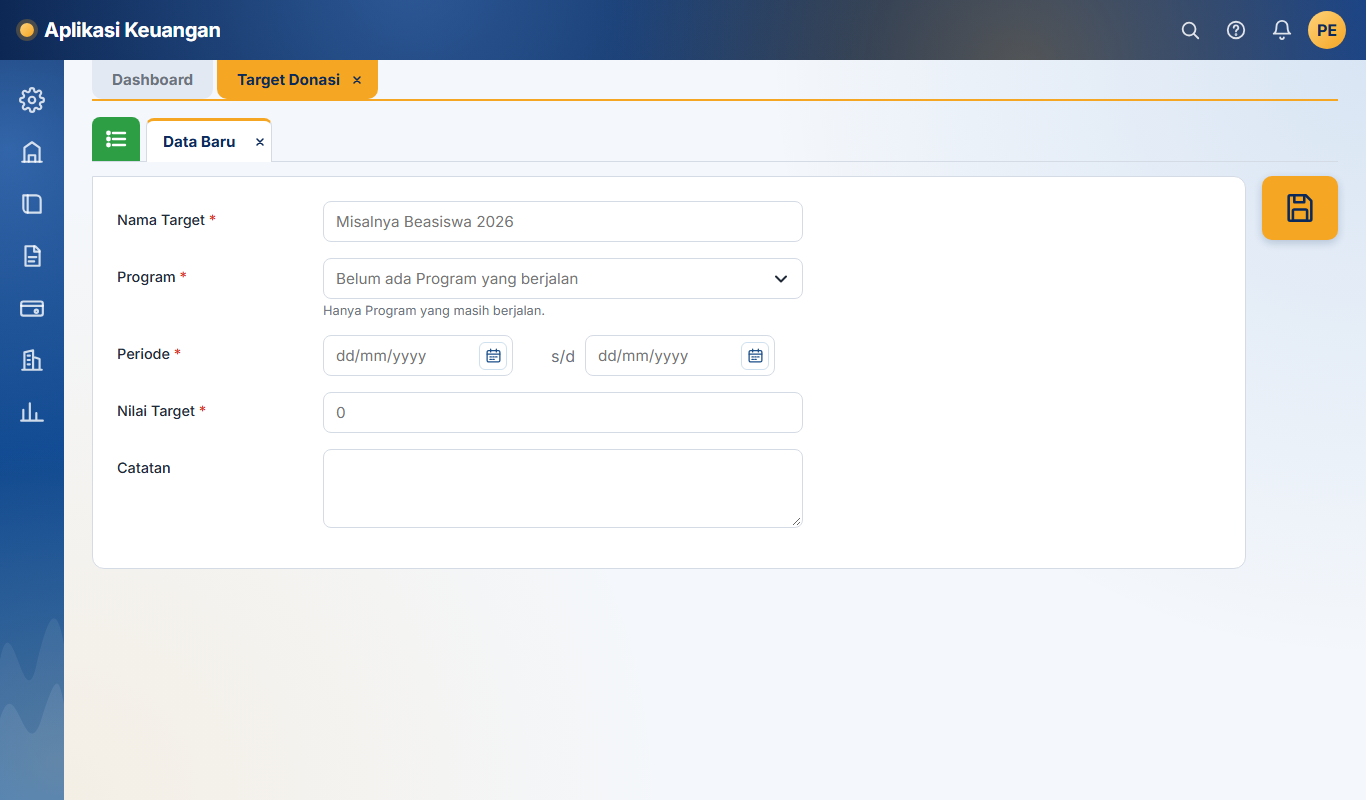 Aplikasi Keuangan
PE
Dashboard
Target Donasi ×
Data Baru ×
Nama Target *
Misalnya Beasiswa 2026
Program *
Belum ada Program yang berjalan
Hanya Program yang masih berjalan.
Periode *
dd/mm/yyyy
s/d
dd/mm/yyyy
Nilai Target *
0
Catatan